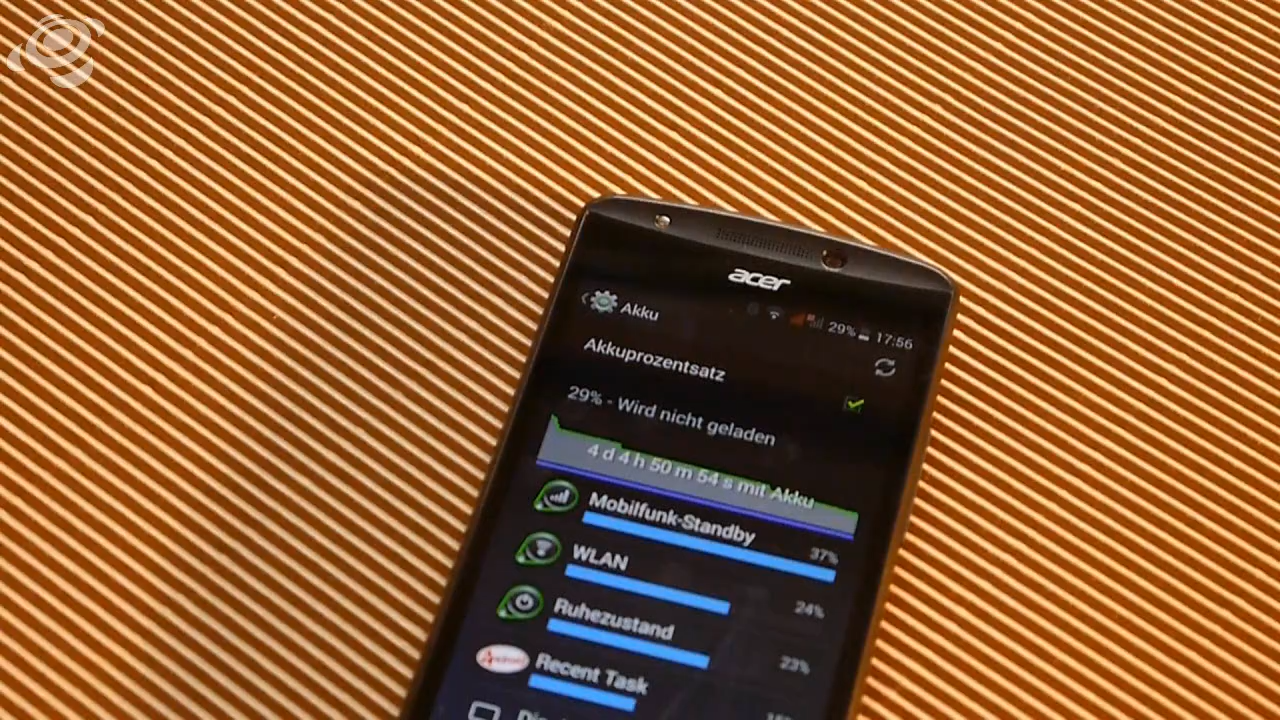 acer
Akku
29% 17:56
Akkuprozentsatz
29% - Wird nicht geladen
4 d 4 h 50 m 54 s mit Akku
Mobilfunk-Standby
37%
WLAN
24%
Ruhezustand
23%
Recent Task